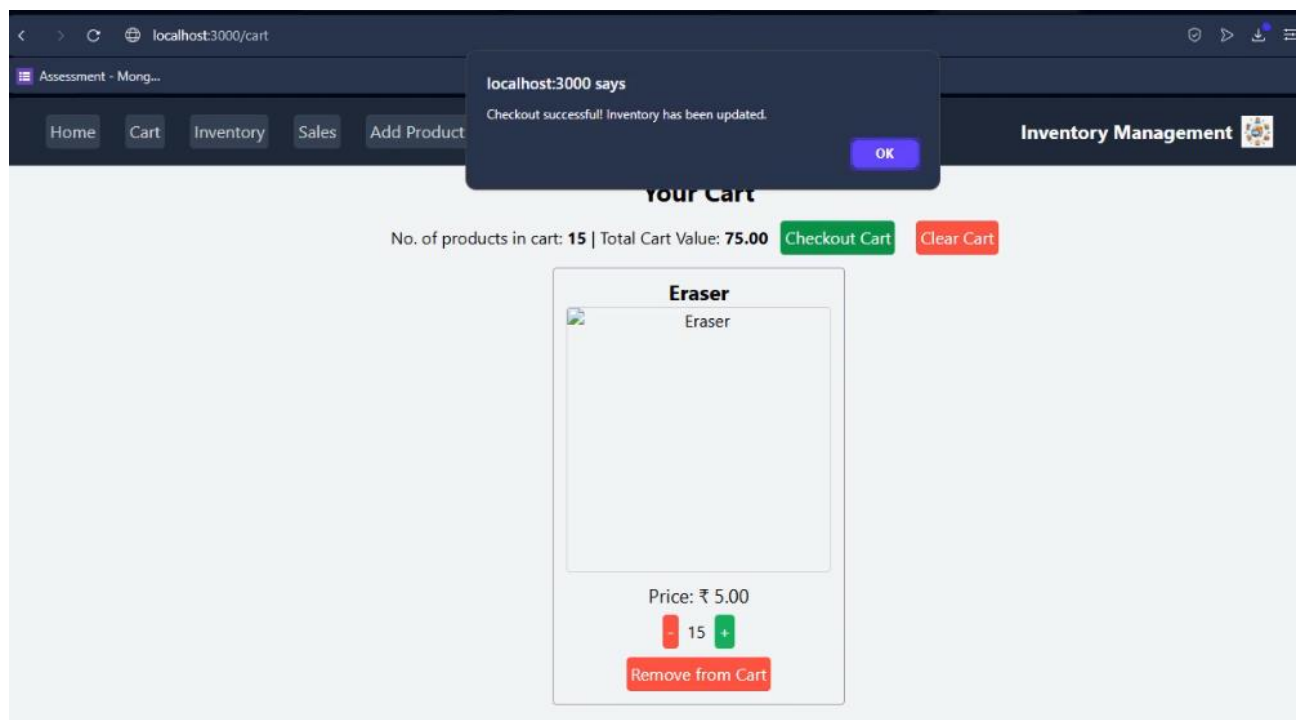 localhost:3000/cart
Assessment - Mong...
localhost:3000 says
Checkout successful! Inventory has been updated.
OK
Home Cart Inventory Sales Add Product
Inventory Management
Your Cart
No. of products in cart: 15 | Total Cart Value: 75.00 Checkout Cart Clear Cart
Eraser
Eraser
Price: ₹ 5.00
- 15 +
Remove from Cart